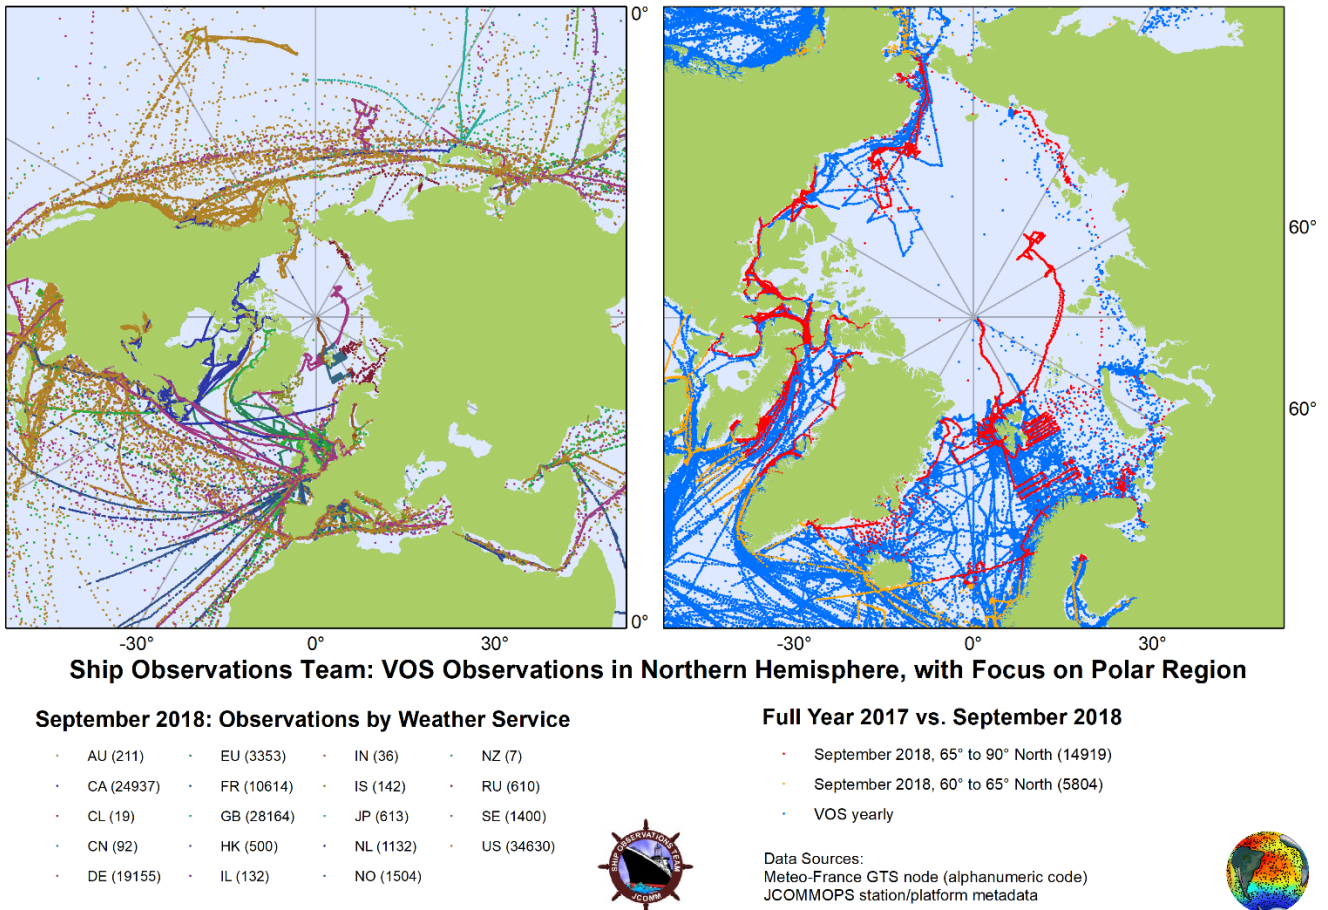 0°
60°
60°
0°
-30°
0°
30°
-30°
0°
30°
Ship Observations Team: VOS Observations in Northern Hemisphere, with Focus on Polar Region
September 2018: Observations by Weather Service
AU (211)
EU (3353)
IN (36)
NZ (7)
CA (24937)
FR (10614)
IS (142)
RU (610)
CL (19)
GB (28164)
JP (613)
SE (1400)
CN (92)
HK (500)
NL (1132)
US (34630)
DE (19155)
IL (132)
NO (1504)
Full Year 2017 vs. September 2018
September 2018, 65° to 90° North (14919)
September 2018, 60° to 65° North (5804)
VOS yearly
SHIP OBSERVATIONS TEAM
JCOMM
Data Sources:
Meteo-France GTS node (alphanumeric code)
JCOMMOPS station/platform metadata